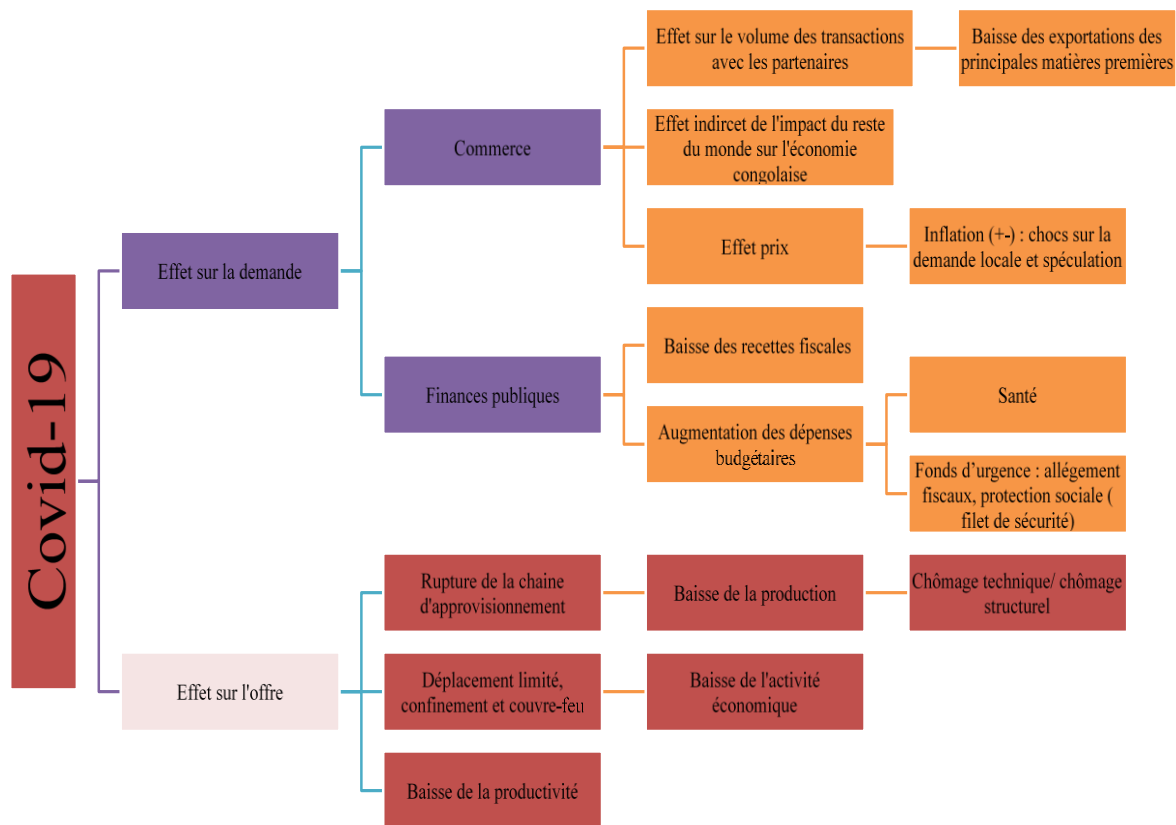 Covid-19
Effet sur la demande
Commerce
Effet sur le volume des transactions
avec les partenaires
Baisse des exportations des
principales matières premières
Effet indircet de l'impact du reste
du monde sur l'économie
congolaise
Effet prix
Inflation (+-) : chocs sur la
demande locale et spéculation
Finances publiques
Baisse des recettes fiscales
Augmentation des dépenses
budgétaires
Santé
Fonds d’urgence : allégement
fiscaux, protection sociale (
filet de sécurité)
Effet sur l'offre
Rupture de la chaine
d'approvisionnement
Baisse de la production
Chômage technique/ chômage
structurel
Déplacement limité,
confinement et couvre-feu
Baisse de l'activité
économique
Baisse de la productivité